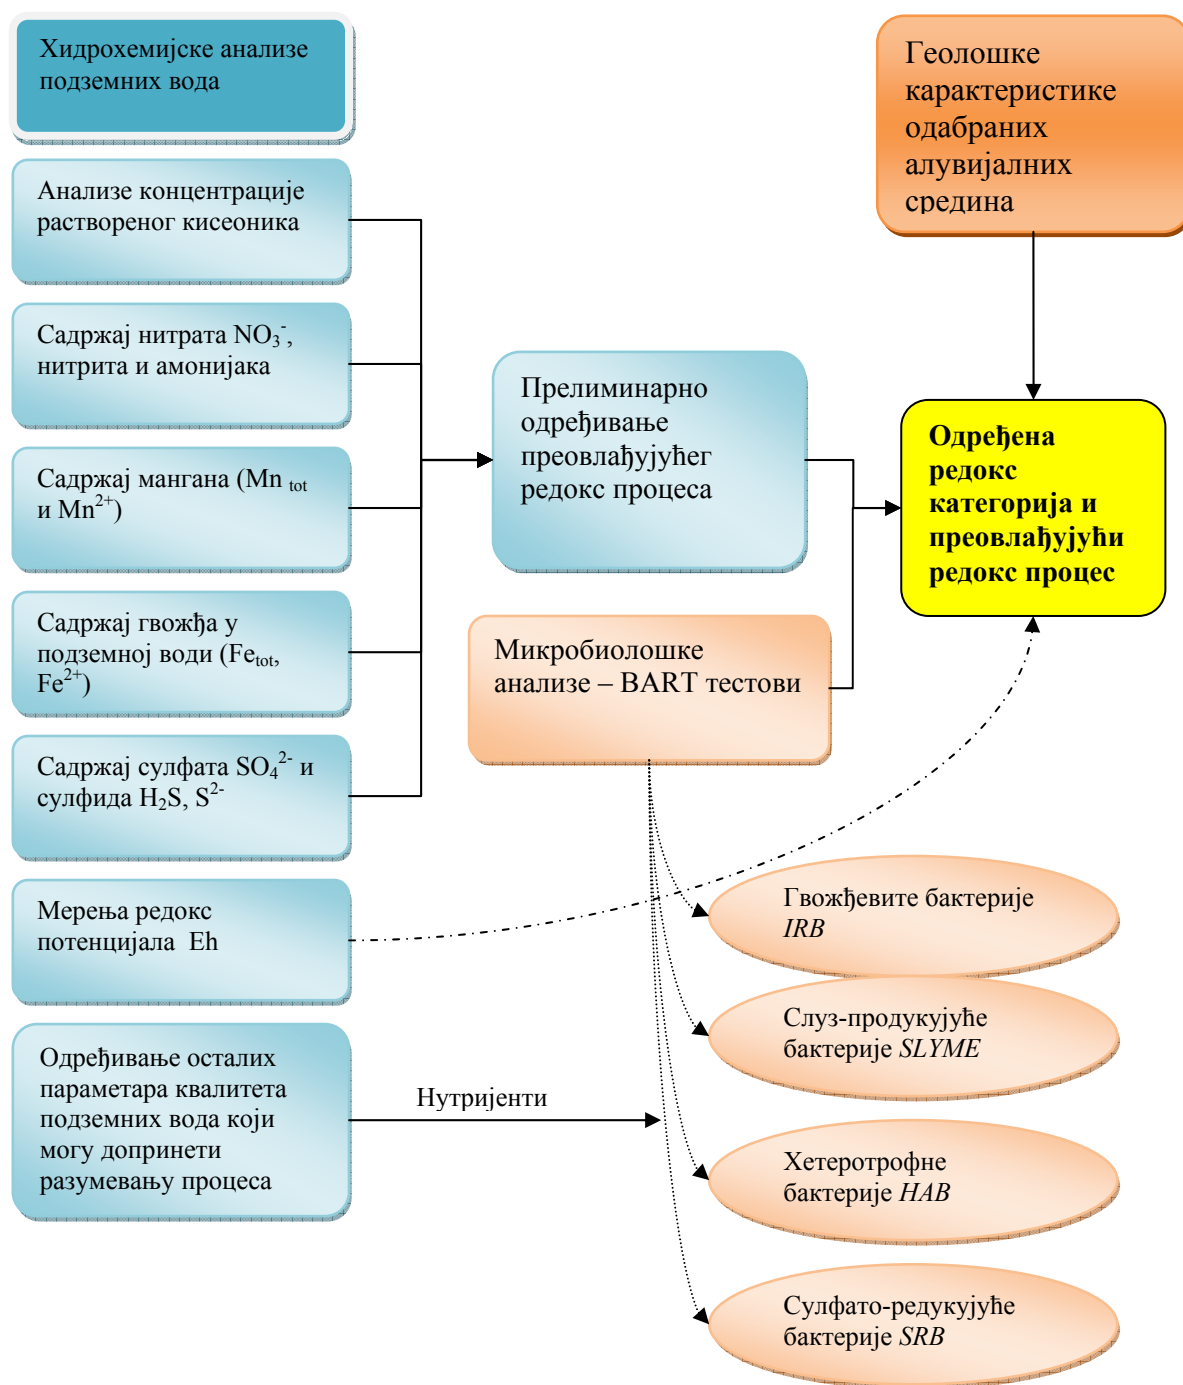 Хидрохемијске анализе
подземних вода
Геолошке
карактеристике
одабраних
алувијалних
средина
Анализе концентрације
раствореног кисеоника
Садржај нитрата NO₃⁻,
нитрита и амонијака
Прелиминарно
одређивање
преовлађујућег
редокс процеса
Одређена
редокс
категорија и
преовлађујући
редокс процес
Садржај мангана (Mn tot
и Mn²⁺)
Садржај гвожђа у
подземној води (Fetot,
Fe²⁺)
Микробиолошке
анализе – BART тестови
Садржај сулфата SO₄²⁻ и
сулфида H₂S, S²⁻
Мерења редокс
потенцијала Eh
Гвожђевите бактерије
IRB
Слуз-продукујуће
бактерије SLYME
Одређивање осталих
параметара квалитета
подземних вода који
могу допринети
разумевању процеса
Нутријенти
Хетеротрофне
бактерије HAB
Сулфато-редукујуће
бактерије SRB